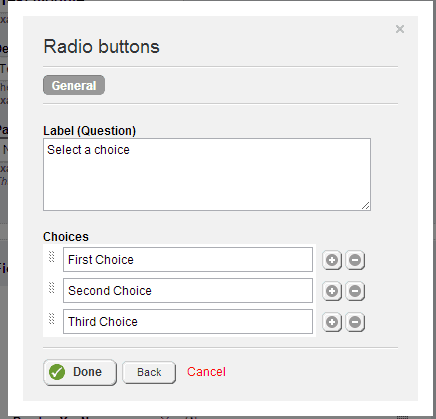 Radio buttons
General
Label (Question)
Select a choice
Choices
First Choice
Second Choice
Third Choice
Done Back Cancel